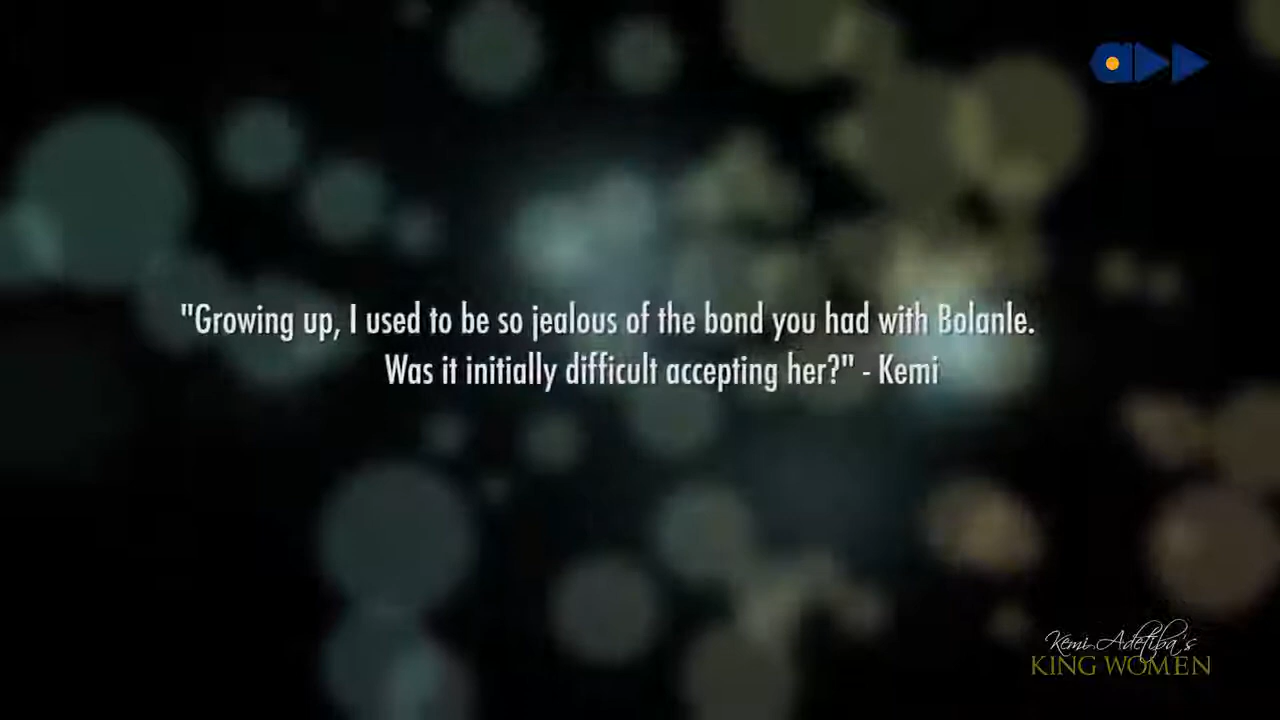 "Growing up, I used to be so jealous of the bond you had with Bolanle.
Was it initially difficult accepting her?" - Kemi
Kemi Adetiba's
KING WOMEN